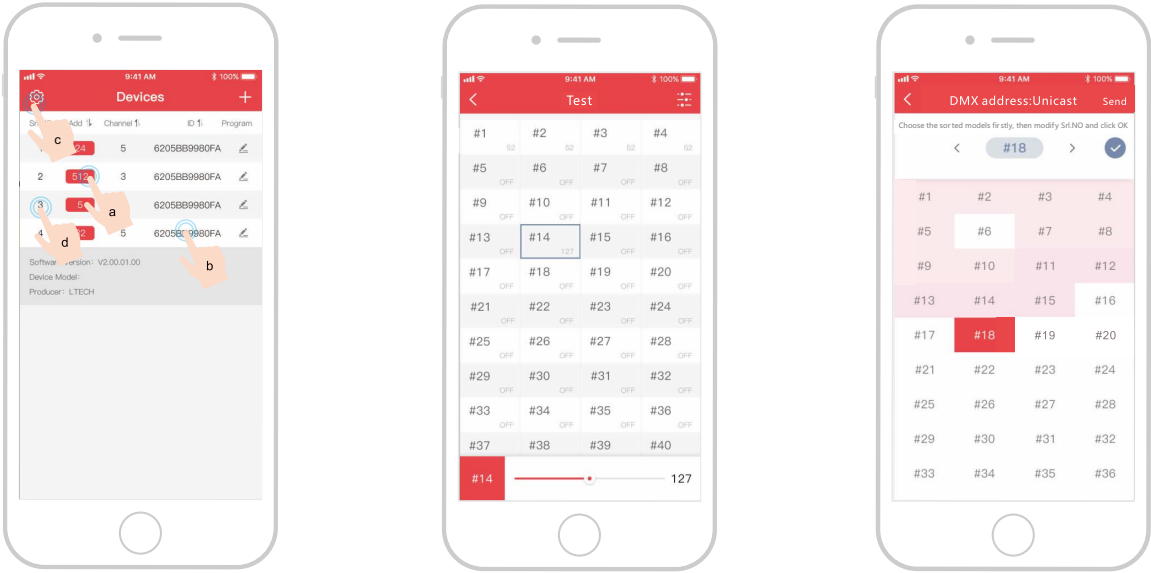 9:41 AM 100%
Devices
Add Channel ID Program
c
24 5 6205BB9980FA
2 512 3 6205BB9980FA
a
3 5 6205BB9980FA
d
4 5
b
V2.00.01.00
Device Model:
Producer: LTECH
9:41 AM 100%
Test
#1 #2 #3 #4
52 52 52 52
#5 #6 #7 #8
OFF OFF OFF OFF
#9 #10 #11 #12
OFF OFF OFF OFF
#13 #14 #15 #16
OFF 127 OFF OFF
#17 #18 #19 #20
OFF OFF OFF OFF
#21 #22 #23 #24
OFF OFF OFF OFF
#25 #26 #27 #28
OFF OFF OFF OFF
#29 #30 #31 #32
OFF OFF OFF OFF
#33 #34 #35 #36
OFF OFF OFF OFF
#37 #38 #39 #40
#14 127
9:41 AM 100%
DMX address:Unicast Send
Choose the sorted models firstly, then modify Srl.NO and click OK
< #18 >
#1 #2 #3 #4
#5 #6 #7 #8
#9 #10 #11 #12
#13 #14 #15 #16
#17 #18 #19 #20
#21 #22 #23 #24
#25 #26 #27 #28
#29 #30 #31 #32
#33 #34 #35 #36